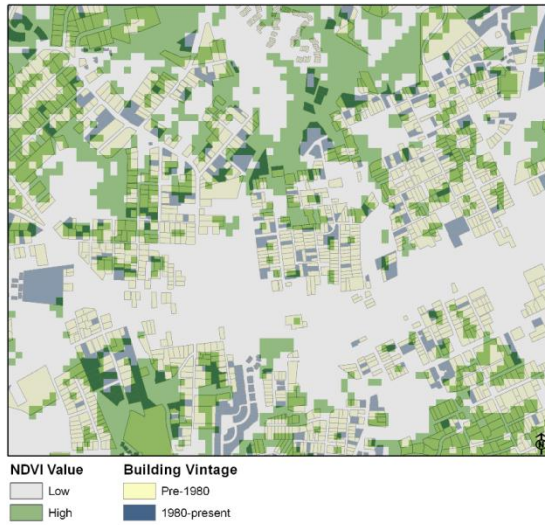 NDVI Value
Low
High
Building Vintage
Pre-1980
1980-present